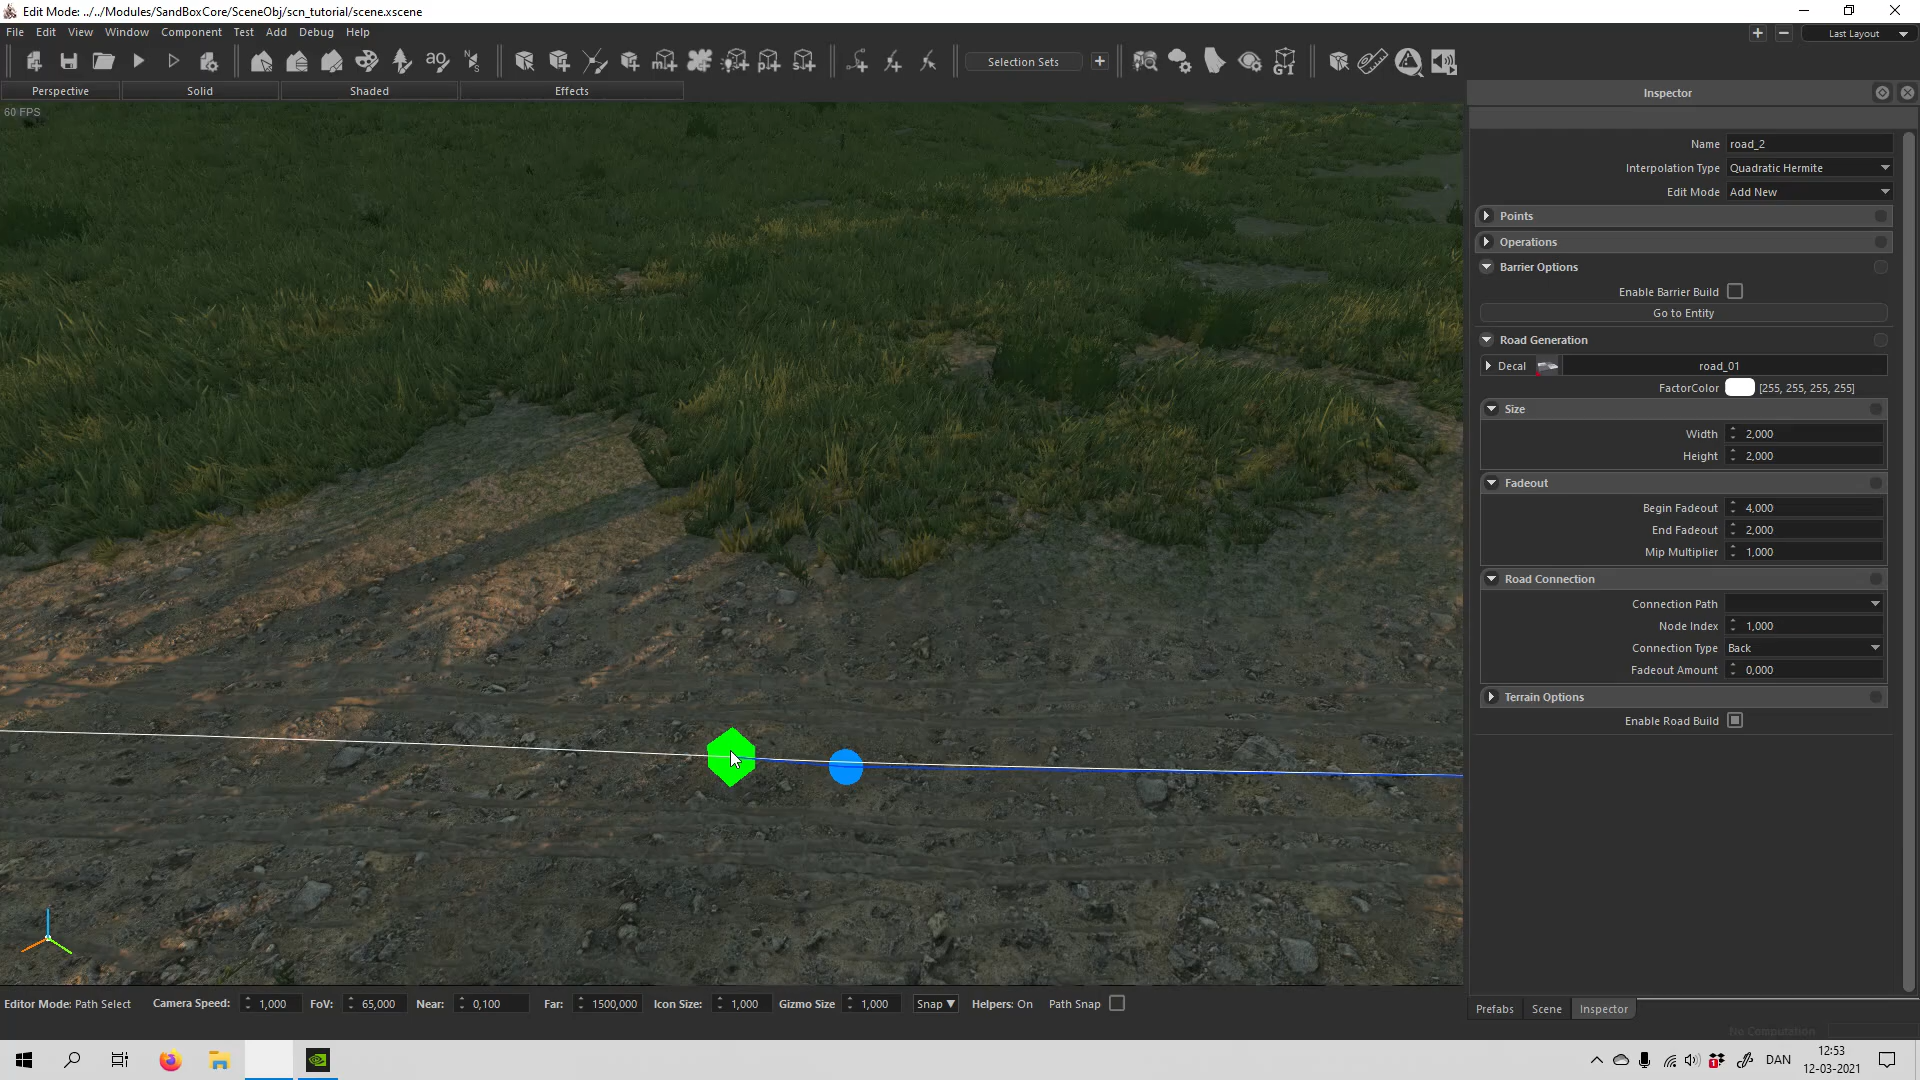 Edit Mode: ../../Modules/SandBoxCore/SceneObj/scn_tutorial/scene.xscene
File Edit View Window Component Test Add Debug Help
Last Layout
Selection Sets
Perspective Solid Shaded Effects
Inspector
60 FPS
Name road_2
Interpolation Type Quadratic Hermite
Edit Mode Add New
Points
Operations
Barrier Options
Enable Barrier Build
Go to Entity
Road Generation
Decal road_01
FactorColor [255, 255, 255, 255]
Size
Width 2,000
Height 2,000
Fadeout
Begin Fadeout 4,000
End Fadeout 2,000
Mip Multiplier 1,000
Road Connection
Connection Path
Node Index 1,000
Connection Type Back
Fadeout Amount 0,000
Terrain Options
Enable Road Build
Editor Mode: Path Select Camera Speed: 1,000 FoV: 65,000 Near: 0,100 Far: 1500,000 Icon Size: 1,000 Gizmo Size 1,000 Snap ▼ Helpers: On Path Snap
Prefabs Scene Inspector
No Computation
DAN
12:53
12-03-2021